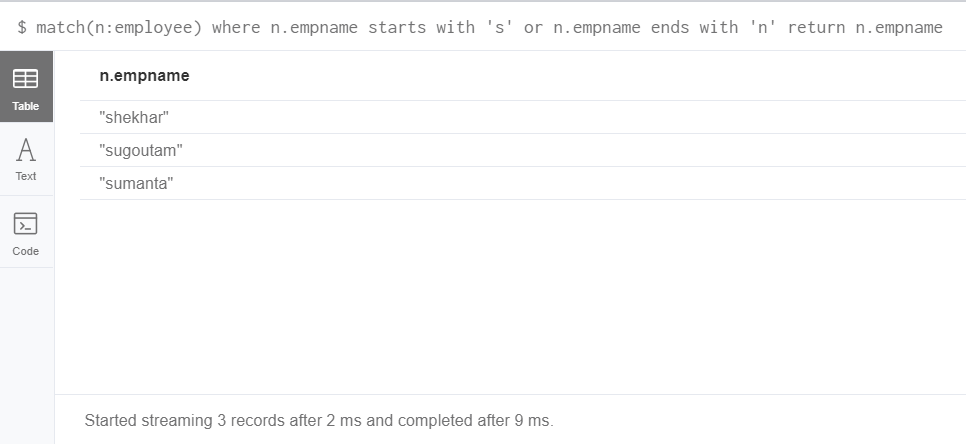 $ match(n:employee) where n.empname starts with 's' or n.empname ends with 'n' return n.empname
n.empname
Table
"shekhar"
"sugoutam"
Text
"sumanta"
Code
Started streaming 3 records after 2 ms and completed after 9 ms.